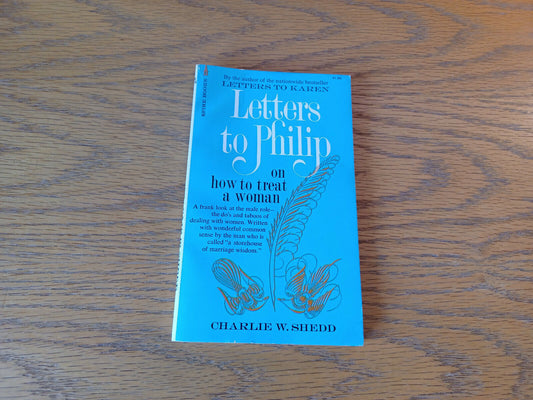 By the author of the nationwide bestseller
LETTERS TO KAREN
SPIRE BOOKS
Letters
to Philip
on
how to treat
a woman
A frank look at the male role—
the do's and taboos of
dealing with women. Written
with wonderful common
sense by the man who is
called "a storehouse
of marriage wisdom."
CHARLIE W. SHEDD